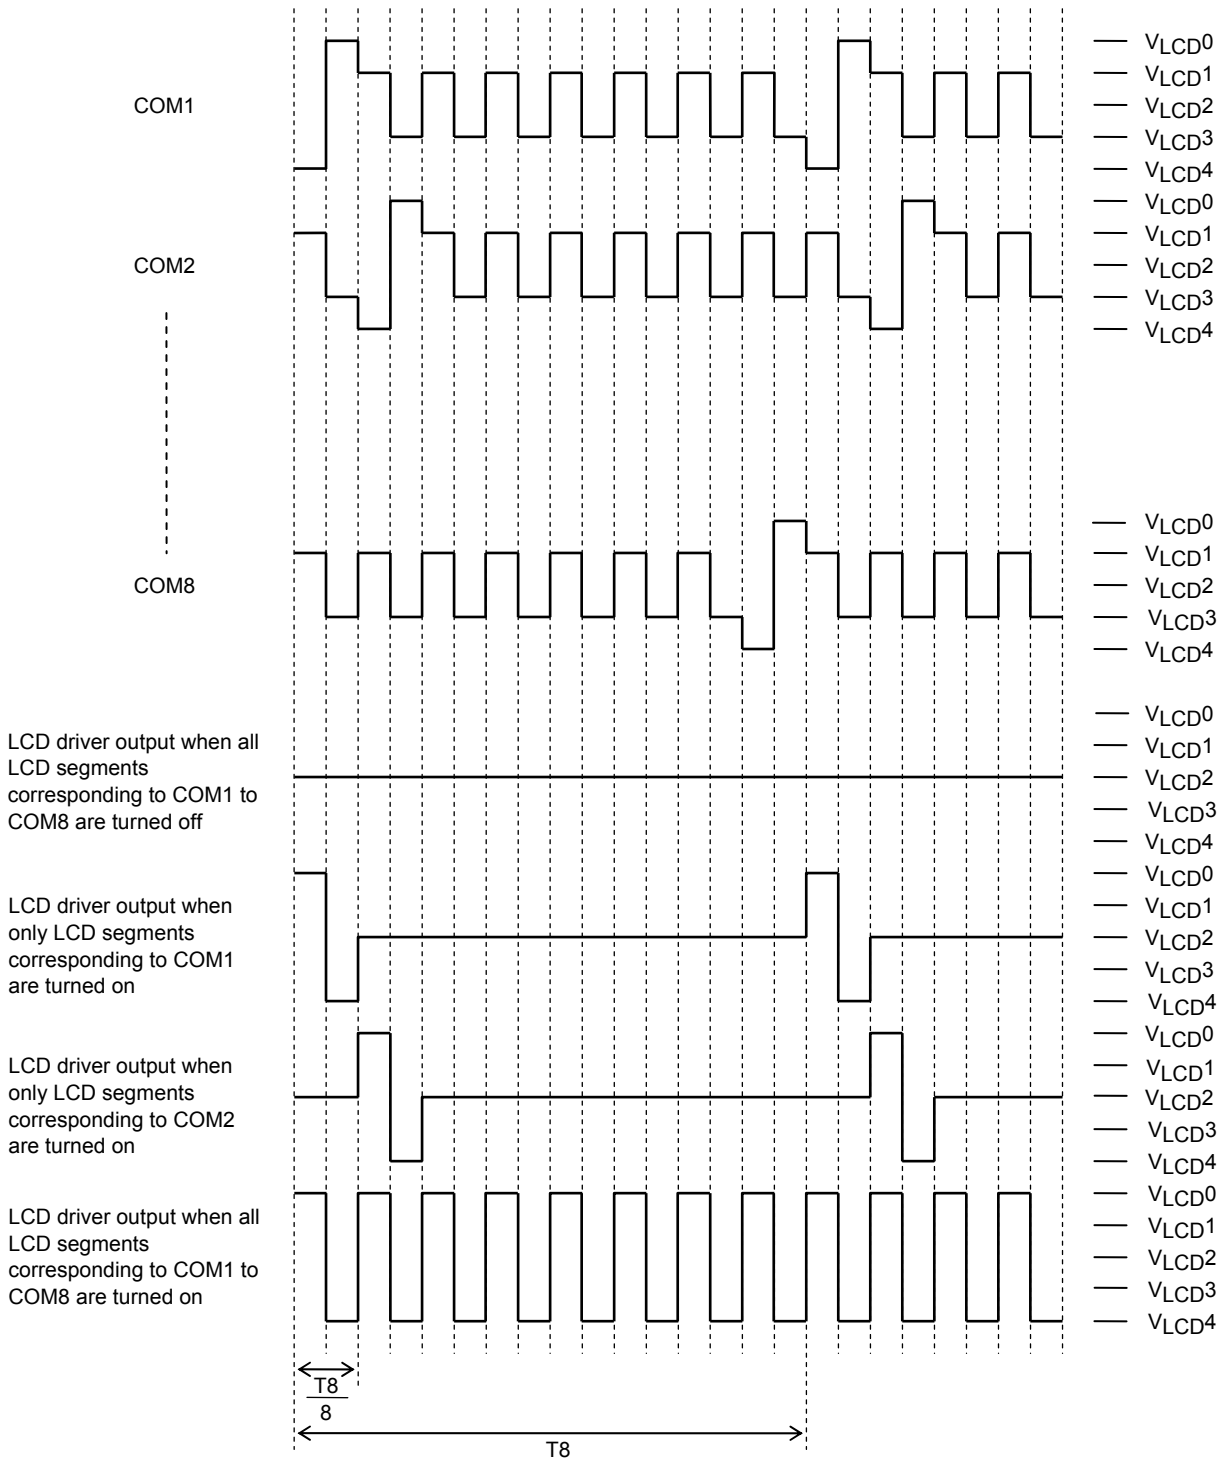 COM1
VLCD0
VLCD1
VLCD2
VLCD3
VLCD4
COM2
VLCD0
VLCD1
VLCD2
VLCD3
VLCD4
COM8
VLCD0
VLCD1
VLCD2
VLCD3
VLCD4
LCD driver output when all
LCD segments
corresponding to COM1 to
COM8 are turned off
VLCD0
VLCD1
VLCD2
VLCD3
VLCD4
LCD driver output when
only LCD segments
corresponding to COM1
are turned on
VLCD0
VLCD1
VLCD2
VLCD3
VLCD4
LCD driver output when
only LCD segments
corresponding to COM2
are turned on
VLCD0
VLCD1
VLCD2
VLCD3
VLCD4
LCD driver output when all
LCD segments
corresponding to COM1 to
COM8 are turned on
VLCD0
VLCD1
VLCD2
VLCD3
VLCD4
T8
8
T8